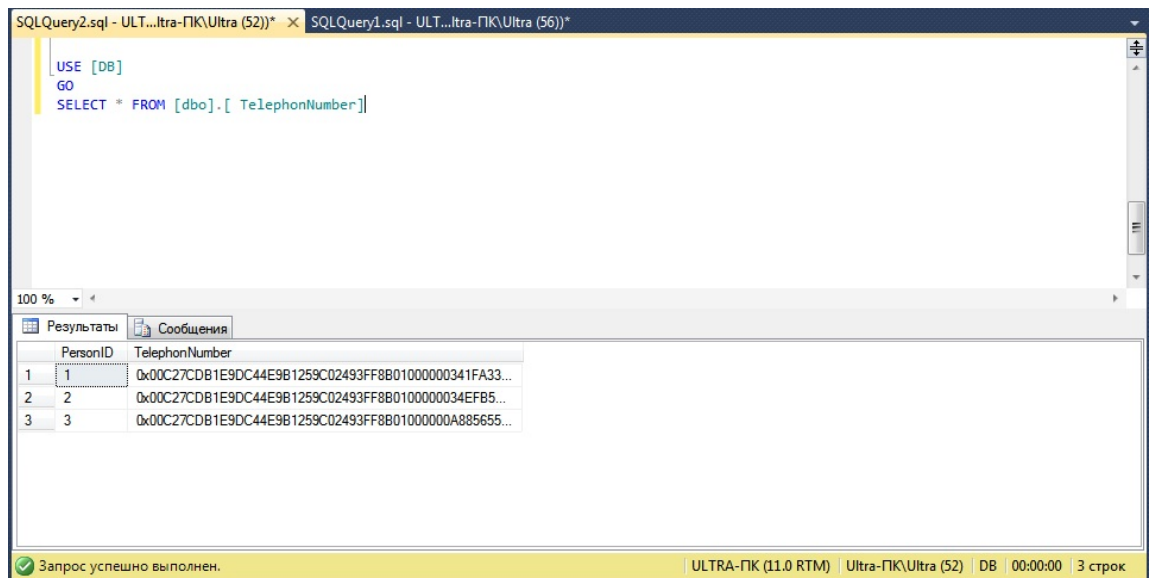 SQLQuery2.sql - ULT...ltra-ПК\Ultra (52))* SQLQuery1.sql - ULT...ltra-ПК\Ultra (56))*
USE [DB]
GO
SELECT * FROM [dbo].[ TelephonNumber]
100 %
Результаты Сообщения
PersonID TelephonNumber
1 1 0x00C27CDB1E9DC44E9B1259C02493FF8B01000000341FA33...
2 2 0x00C27CDB1E9DC44E9B1259C02493FF8B0100000034EFB5...
3 3 0x00C27CDB1E9DC44E9B1259C02493FF8B01000000A885655...
Запрос успешно выполнен. ULTRA-ПК (11.0 RTM) Ultra-ПК\Ultra (52) DB 00:00:00 3 строк